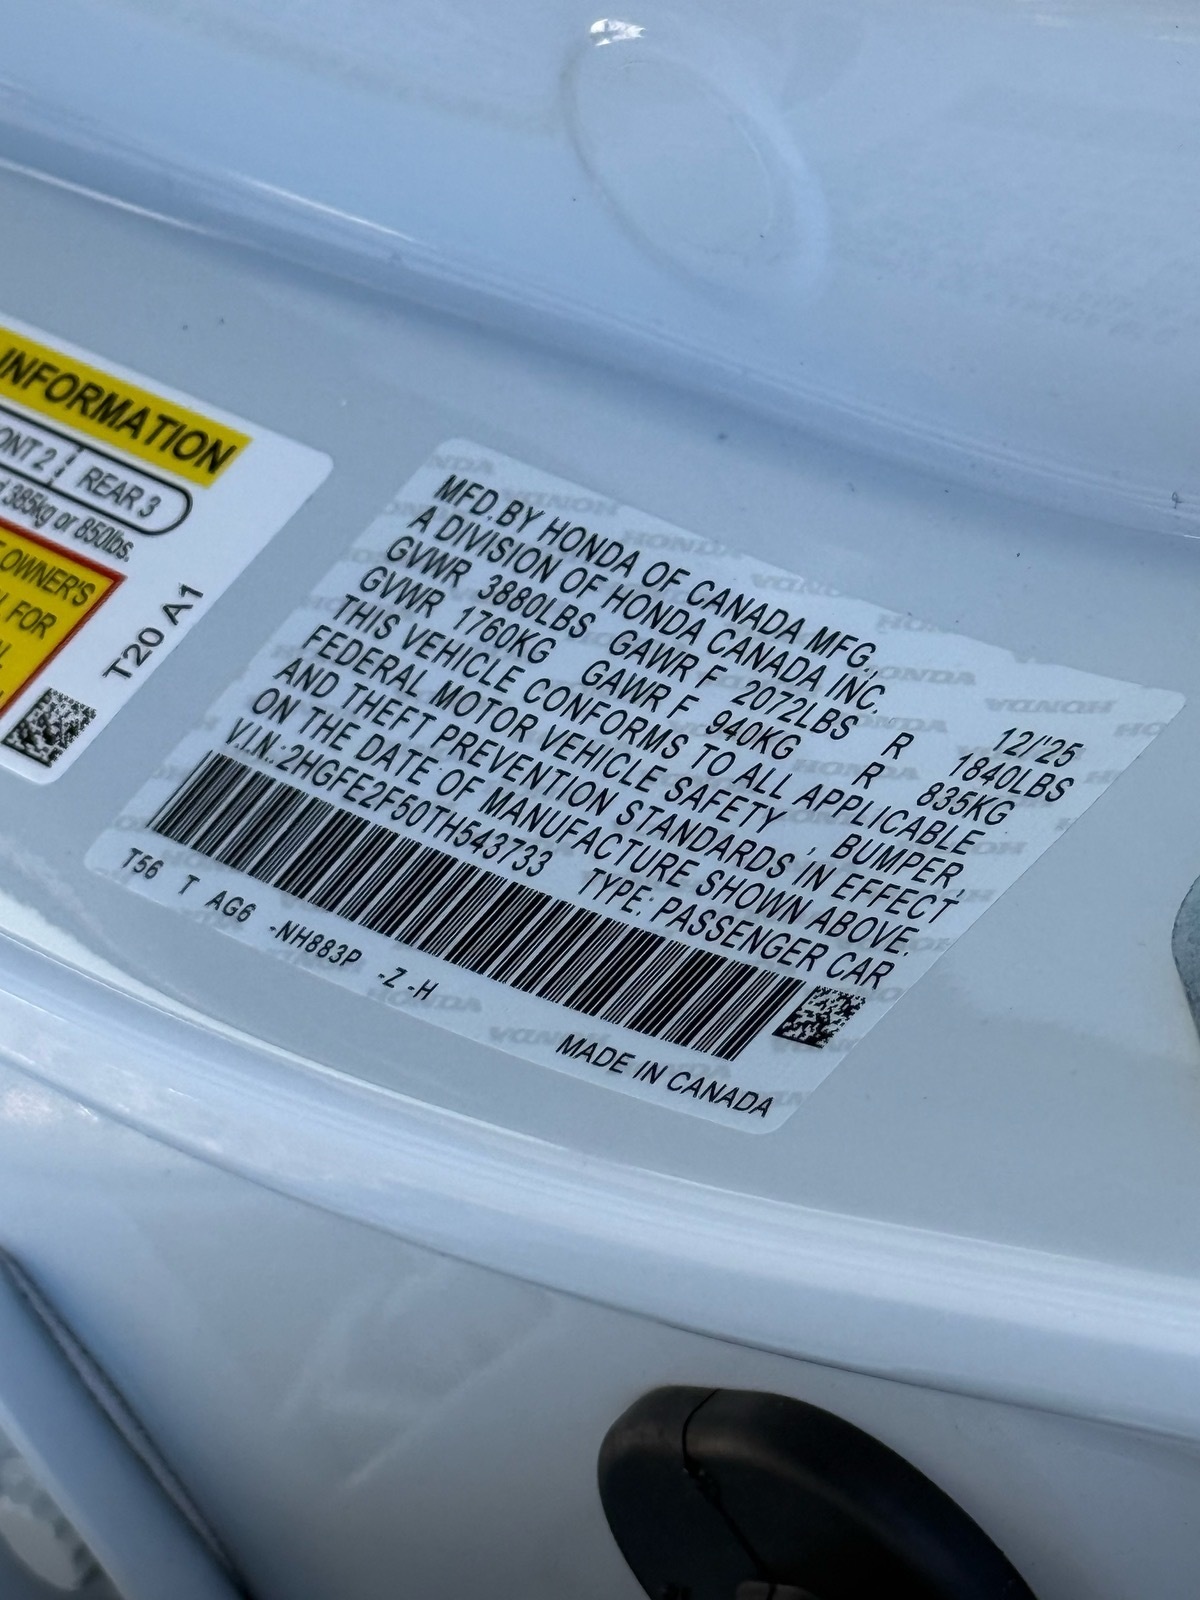 INFORMATION
ONT 2 REAR 3
385kg or 850lbs.
OWNER'S
FOR
T20 A1
MFD.BY HONDA OF CANADA MFG.,
A DIVISION OF HONDA CANADA INC. 12/'25
GVWR 3880LBS GAWR F 2072LBS R 1840LBS
GVWR 1760KG GAWR F 940KG R 835KG
THIS VEHICLE CONFORMS TO ALL APPLICABLE
FEDERAL MOTOR VEHICLE SAFETY , BUMPER,
AND THEFT PREVENTION STANDARDS IN EFFECT
ON THE DATE OF MANUFACTURE SHOWN ABOVE.
V.I.N.:2HGFE2F50TH543733 TYPE: PASSENGER CAR
T56 T AG6 -NH883P -Z -H
MADE IN CANADA